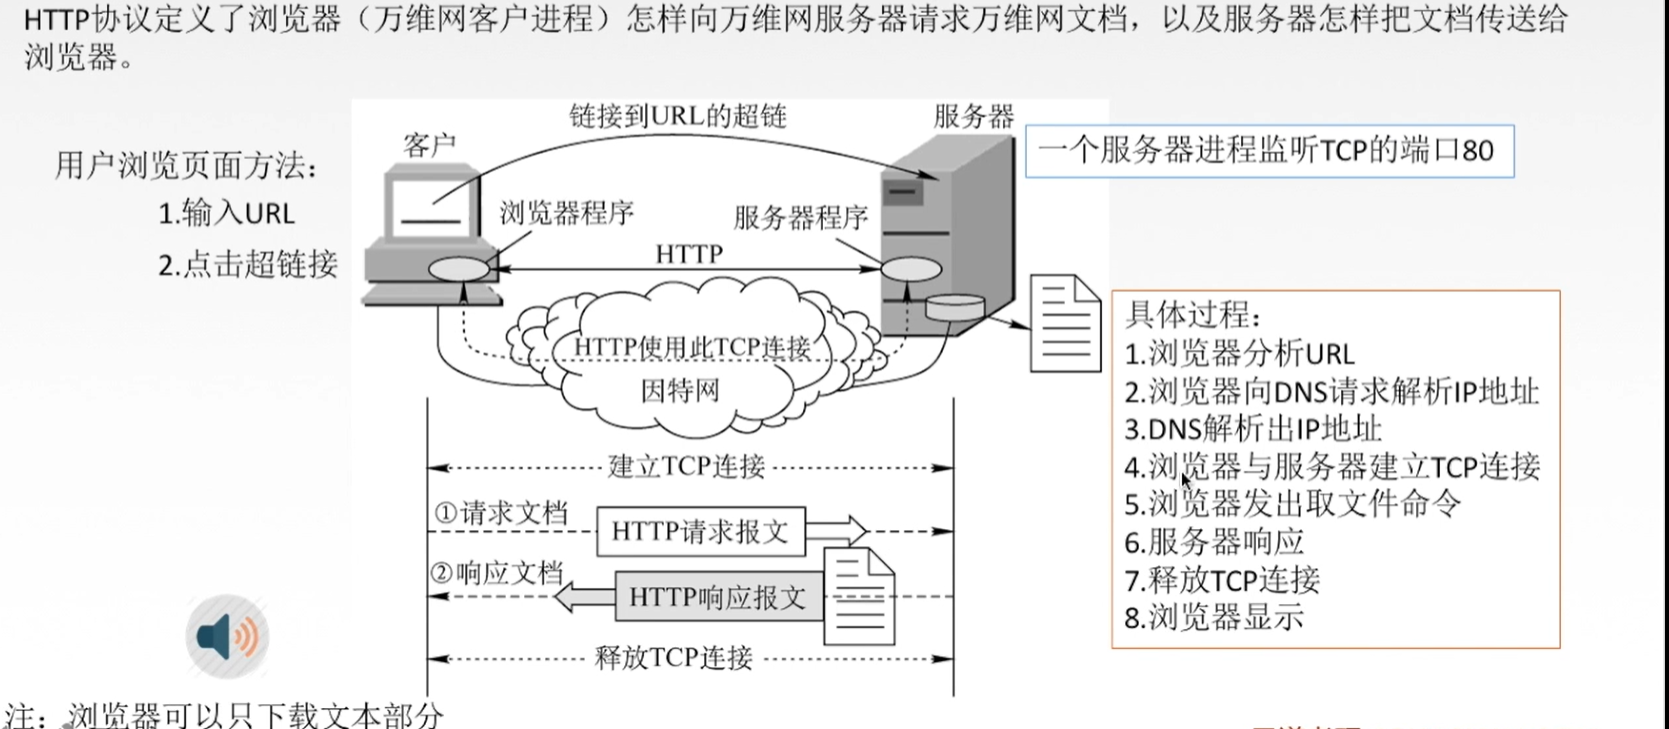 HTTP协议定义了浏览器（万维网客户进程）怎样向万维网服务器请求万维网文档，以及服务器怎样把文档传送给
浏览器。
用户浏览页面方法：
1.输入URL
2.点击超链接
链接到URL的超链
客户
服务器
一个服务器进程监听TCP的端口80
浏览器程序
服务器程序
HTTP
HTTP使用此TCP连接
因特网
建立TCP连接
①请求文档
HTTP请求报文
②响应文档
HTTP响应报文
释放TCP连接
具体过程：
1.浏览器分析URL
2.浏览器向DNS请求解析IP地址
3.DNS解析出IP地址
4.浏览器与服务器建立TCP连接
5.浏览器发出取文件命令
6.服务器响应
7.释放TCP连接
8.浏览器显示
注：浏览器可以只下载文本部分